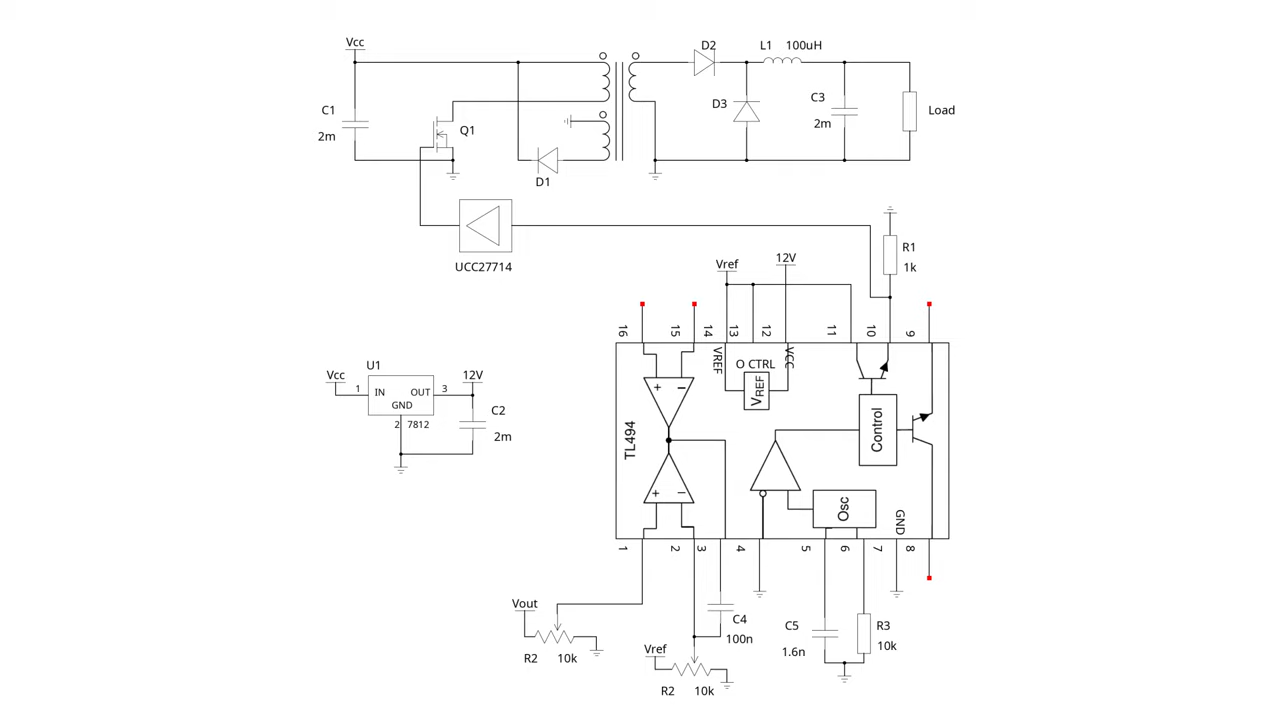 Vcc
D2
L1 100uH
C1
2m
Q1
D3
C3
2m
Load
D1
UCC27714
R1
1k
Vref
12V
16
15
14
13
12
11
10
9
VREF
O CTRL
VCC
VREF
U1
Vcc
1
IN
OUT
3
12V
GND
2
7812
C2
2m
TL494
+
−
+
−
Control
Osc
GND
1
2
3
4
5
6
7
8
Vout
R2 10k
Vref
R2 10k
C4
100n
C5
1.6n
R3
10k